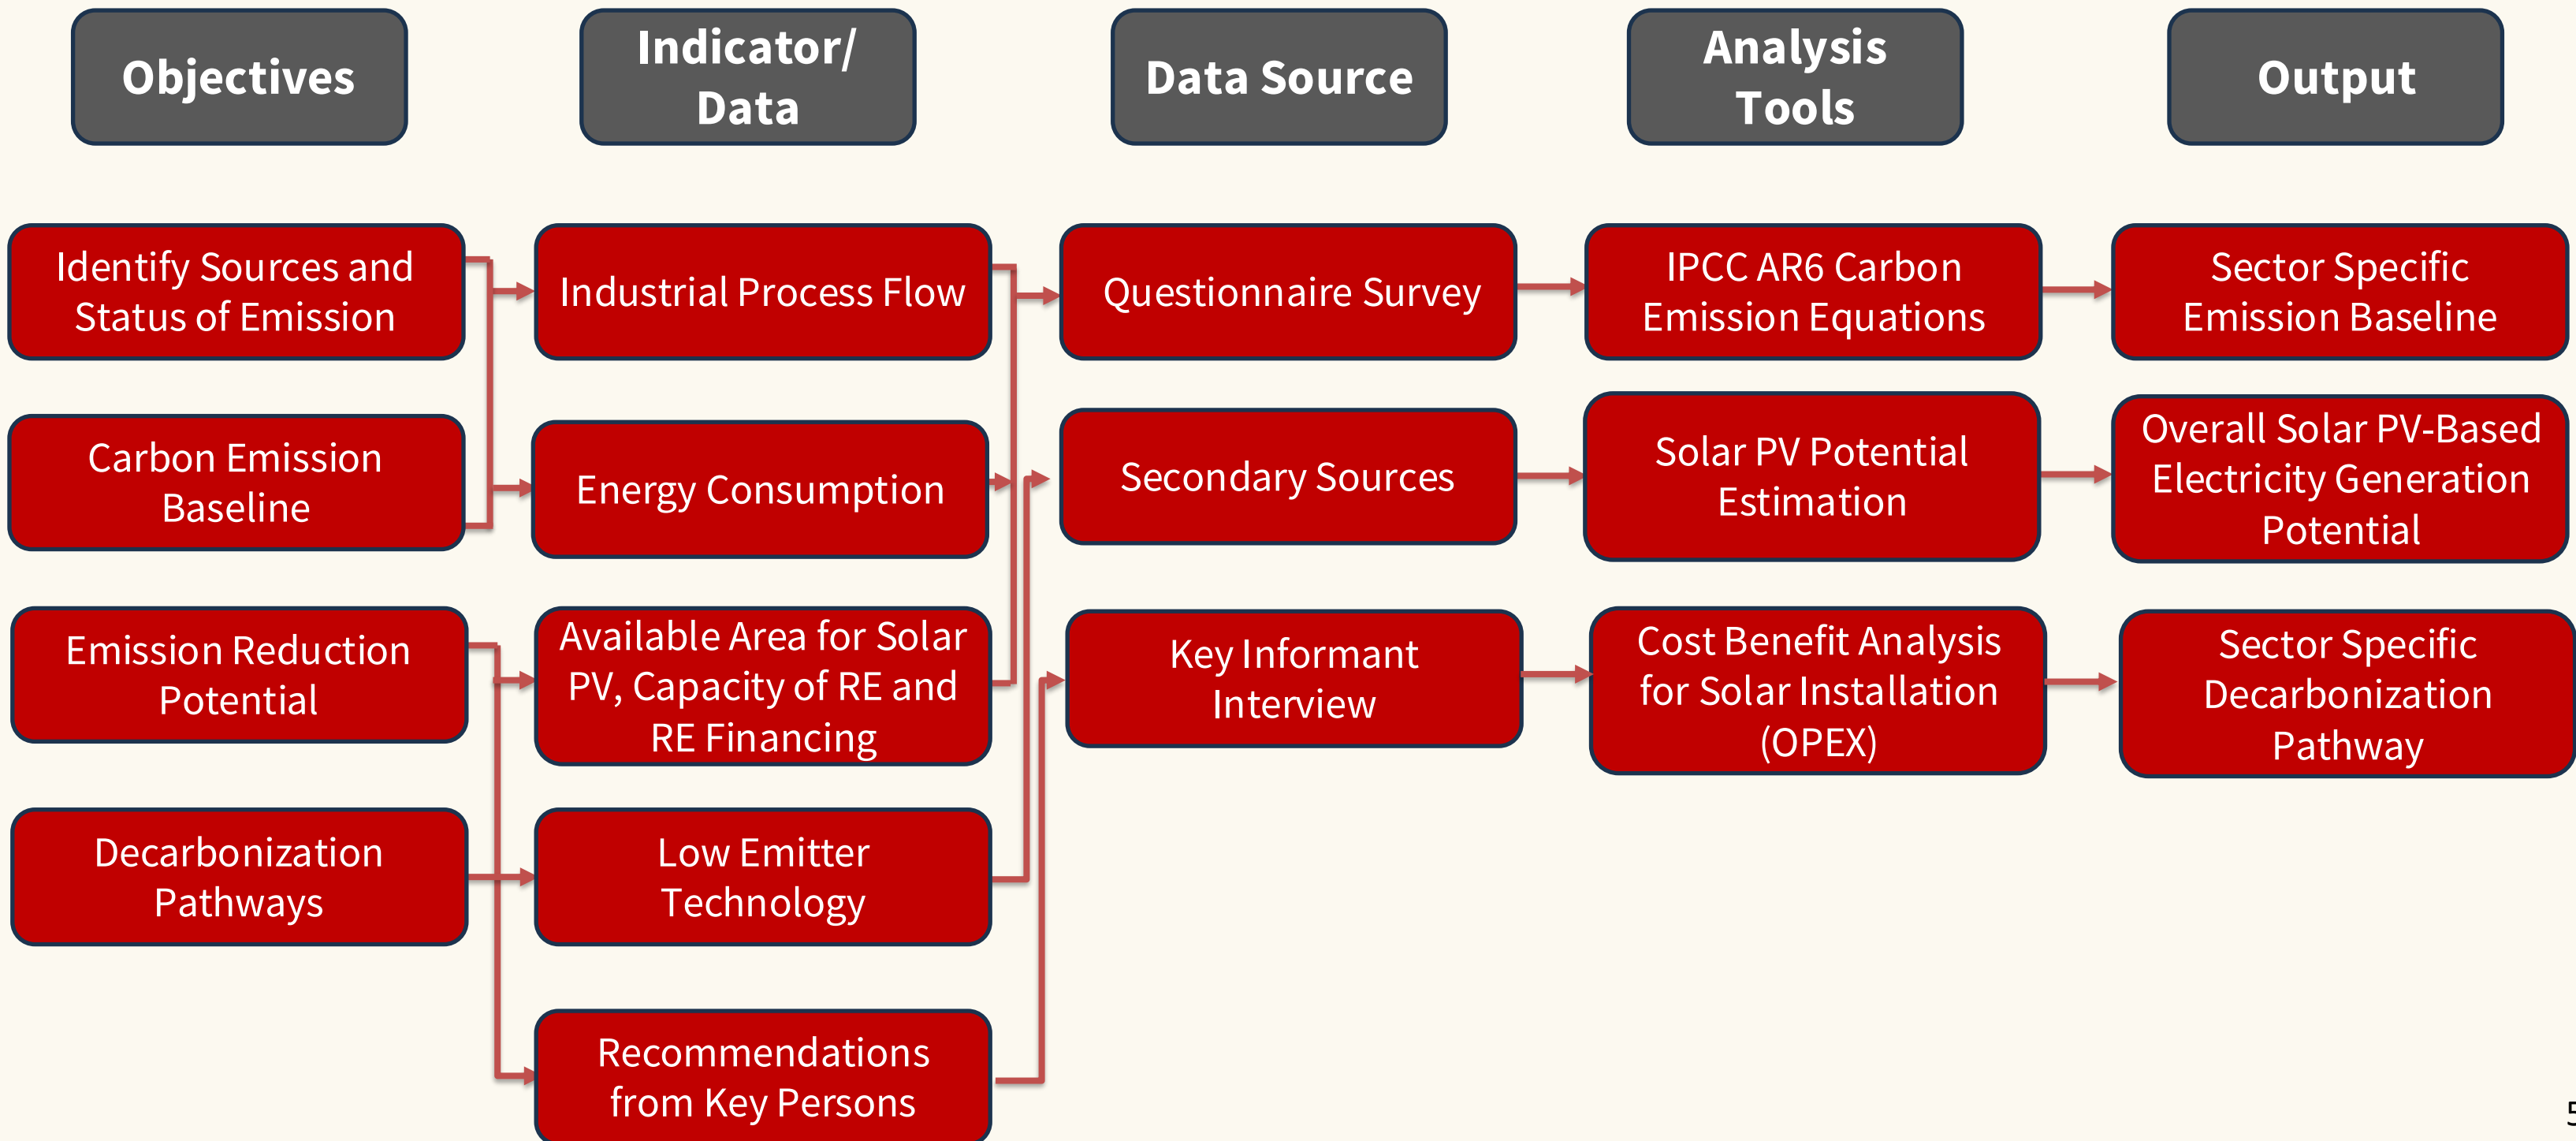 Objectives
Indicator/
Data
Data Source
Analysis
Tools
Output
Identify Sources and
Status of Emission
Industrial Process Flow
Questionnaire Survey
IPCC AR6 Carbon
Emission Equations
Sector Specific
Emission Baseline
Carbon Emission
Baseline
Energy Consumption
Secondary Sources
Solar PV Potential
Estimation
Overall Solar PV-Based
Electricity Generation
Potential
Emission Reduction
Potential
Available Area for Solar
PV, Capacity of RE and
RE Financing
Key Informant
Interview
Cost Benefit Analysis
for Solar Installation
(OPEX)
Sector Specific
Decarbonization
Pathway
Decarbonization
Pathways
Low Emitter
Technology
Recommendations
from Key Persons
5